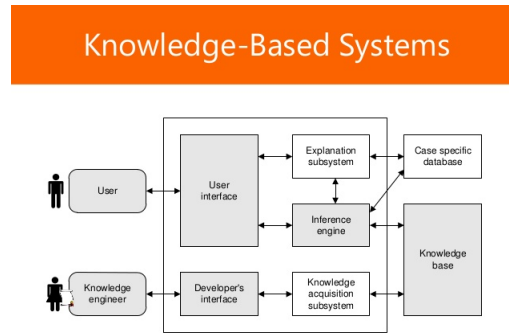 Knowledge-Based Systems
Explanation
subsystem
Case specific
database
User
User
interface
Inference
engine
Knowledge
base
Knowledge
engineer
Developer's
interface
Knowledge
acquisition
subsystem